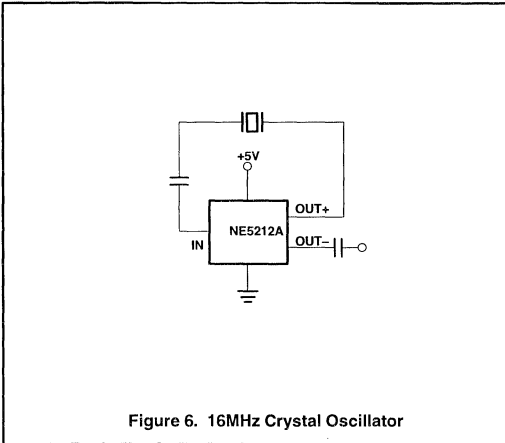 +5V
OUT+
NE5212A
IN
OUT–
Figure 6. 16MHz Crystal Oscillator